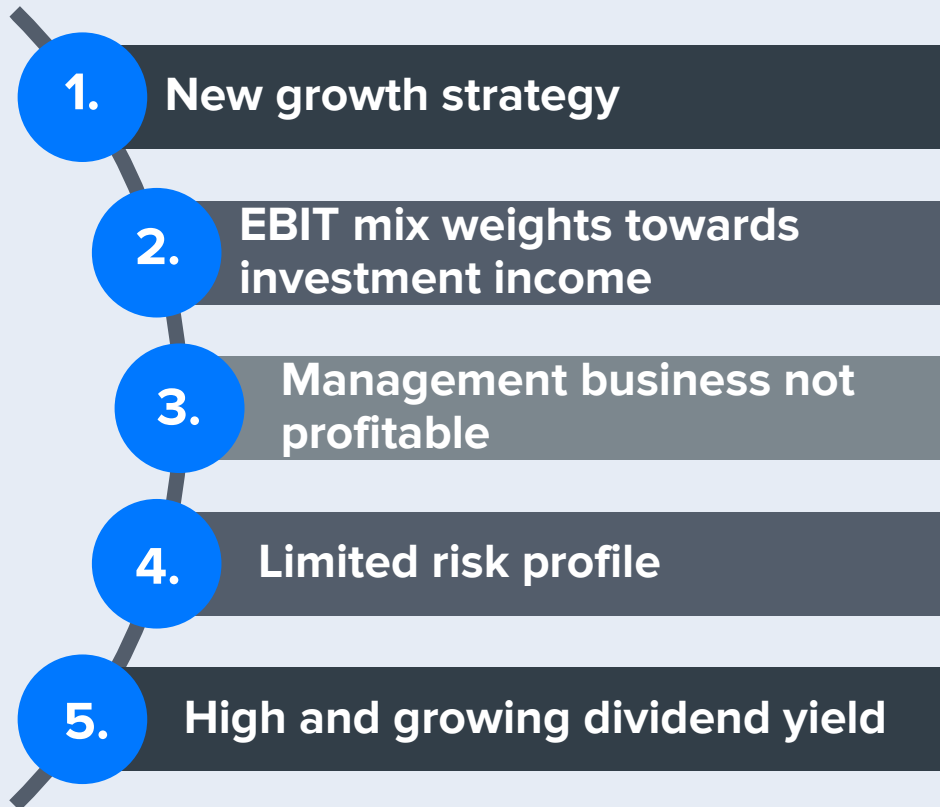 1. New growth strategy
2. EBIT mix weights towards
investment income
3. Management business not
profitable
4. Limited risk profile
5. High and growing dividend yield